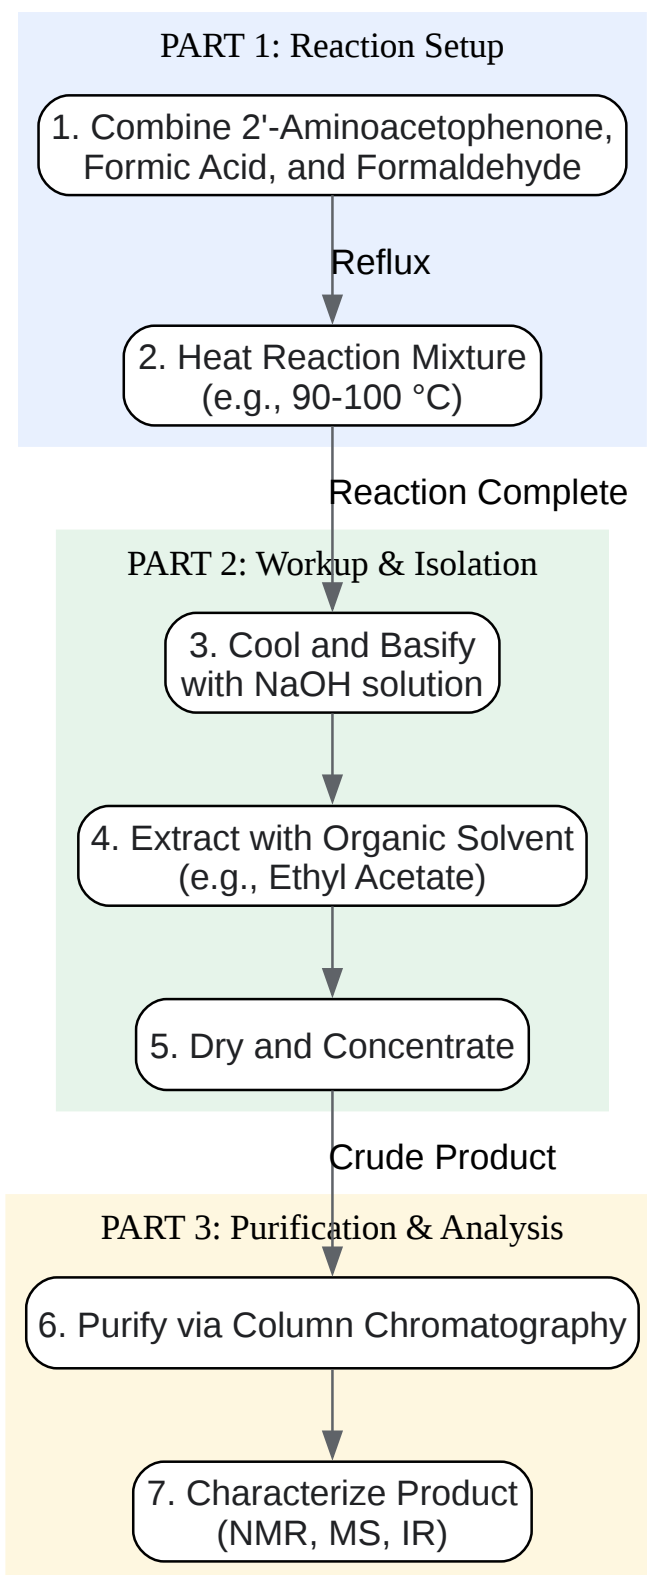 PART 1: Reaction Setup
1. Combine 2'-Aminoacetophenone,
Formic Acid, and Formaldehyde
Reflux
2. Heat Reaction Mixture
(e.g., 90-100 °C)
Reaction Complete
PART 2: Workup & Isolation
3. Cool and Basify
with NaOH solution
4. Extract with Organic Solvent
(e.g., Ethyl Acetate)
5. Dry and Concentrate
Crude Product
PART 3: Purification & Analysis
6. Purify via Column Chromatography
7. Characterize Product
(NMR, MS, IR)